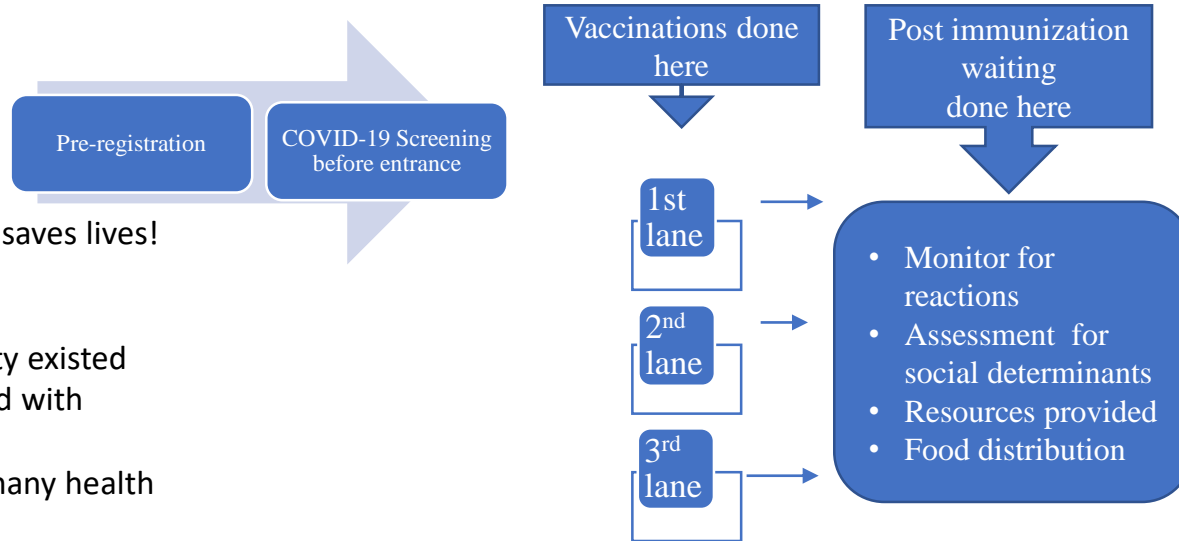 Pre-registration
COVID-19 Screening
before entrance
saves lives!
ty existed
d with
many health
Vaccinations done
here
Post immunization
waiting
done here
1st
lane
2nd
lane
3rd
lane
• Monitor for
reactions
• Assessment for
social determinants
• Resources provided
• Food distribution